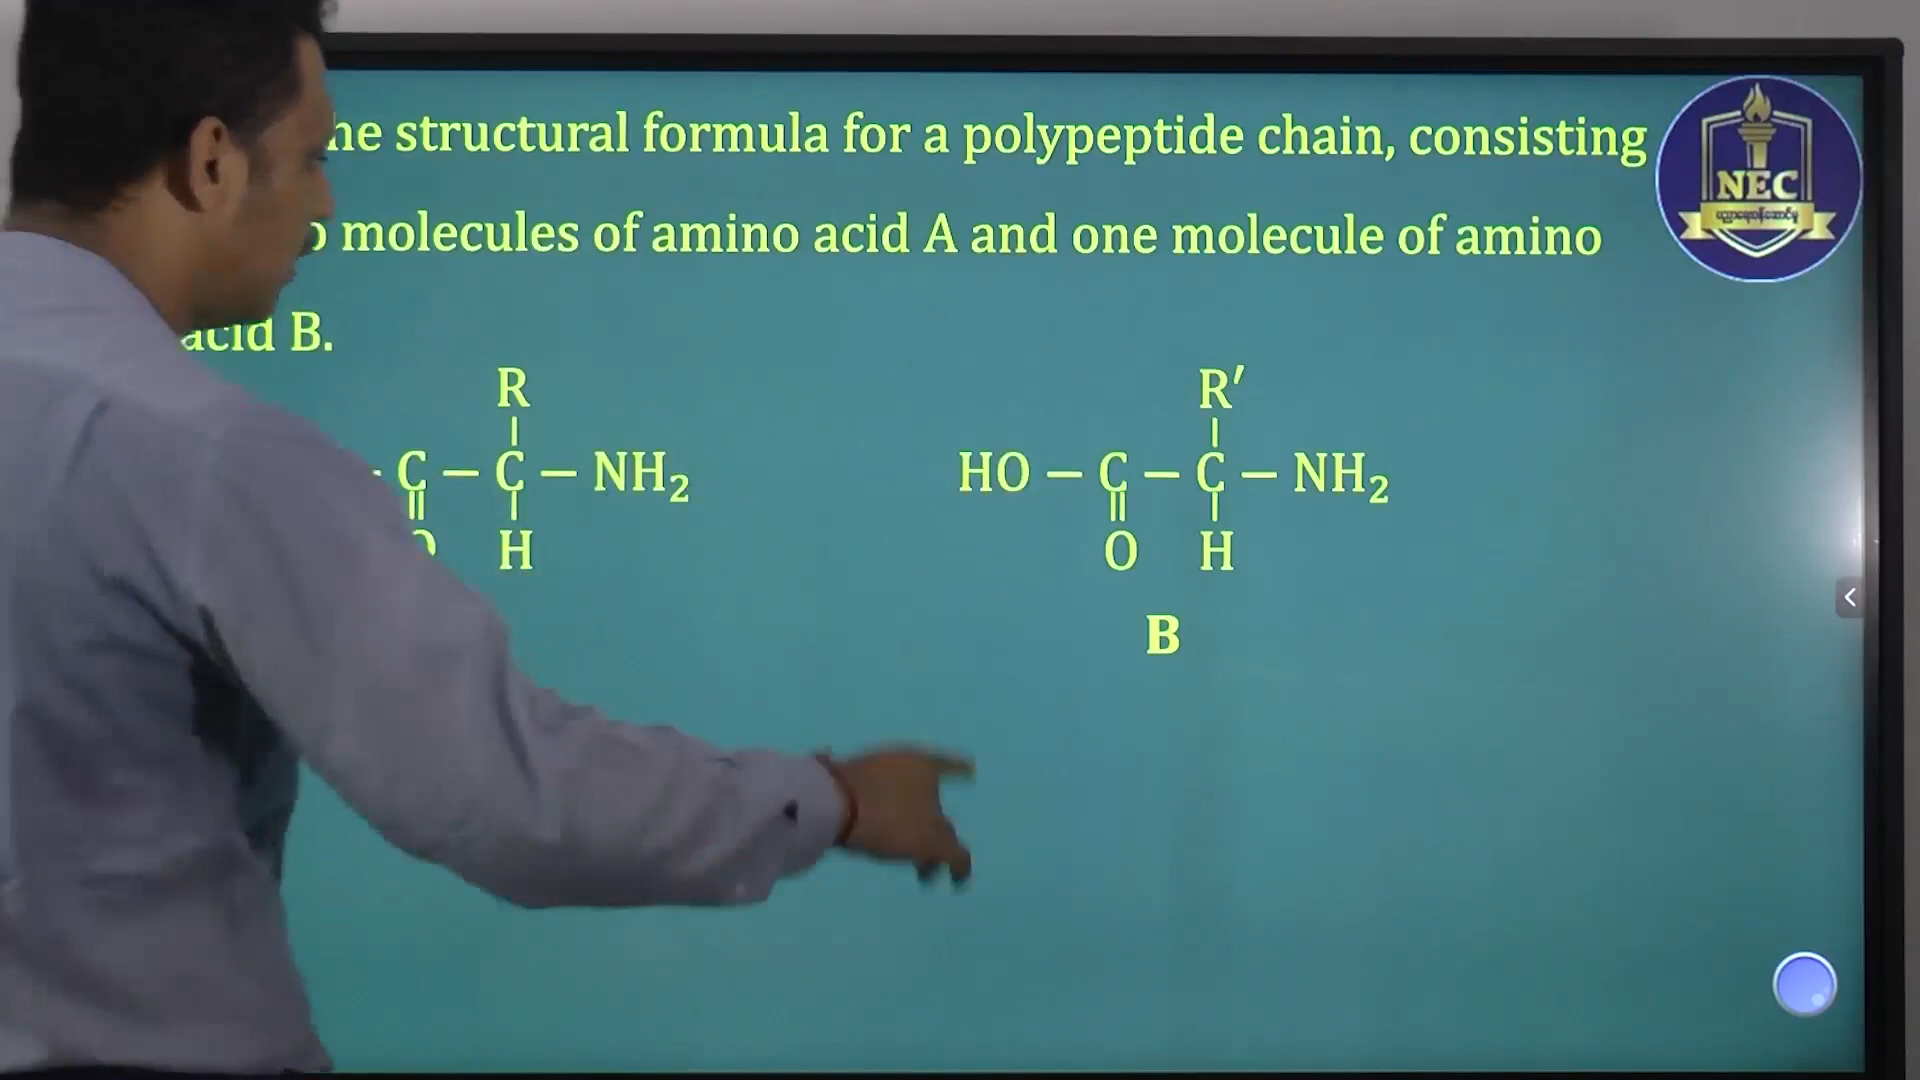 he structural formula for a polypeptide chain, consisting
molecules of amino acid A and one molecule of amino
acid B.
R
C – C – NH₂
O H
R′
HO – C – C – NH₂
O H
B
NEC